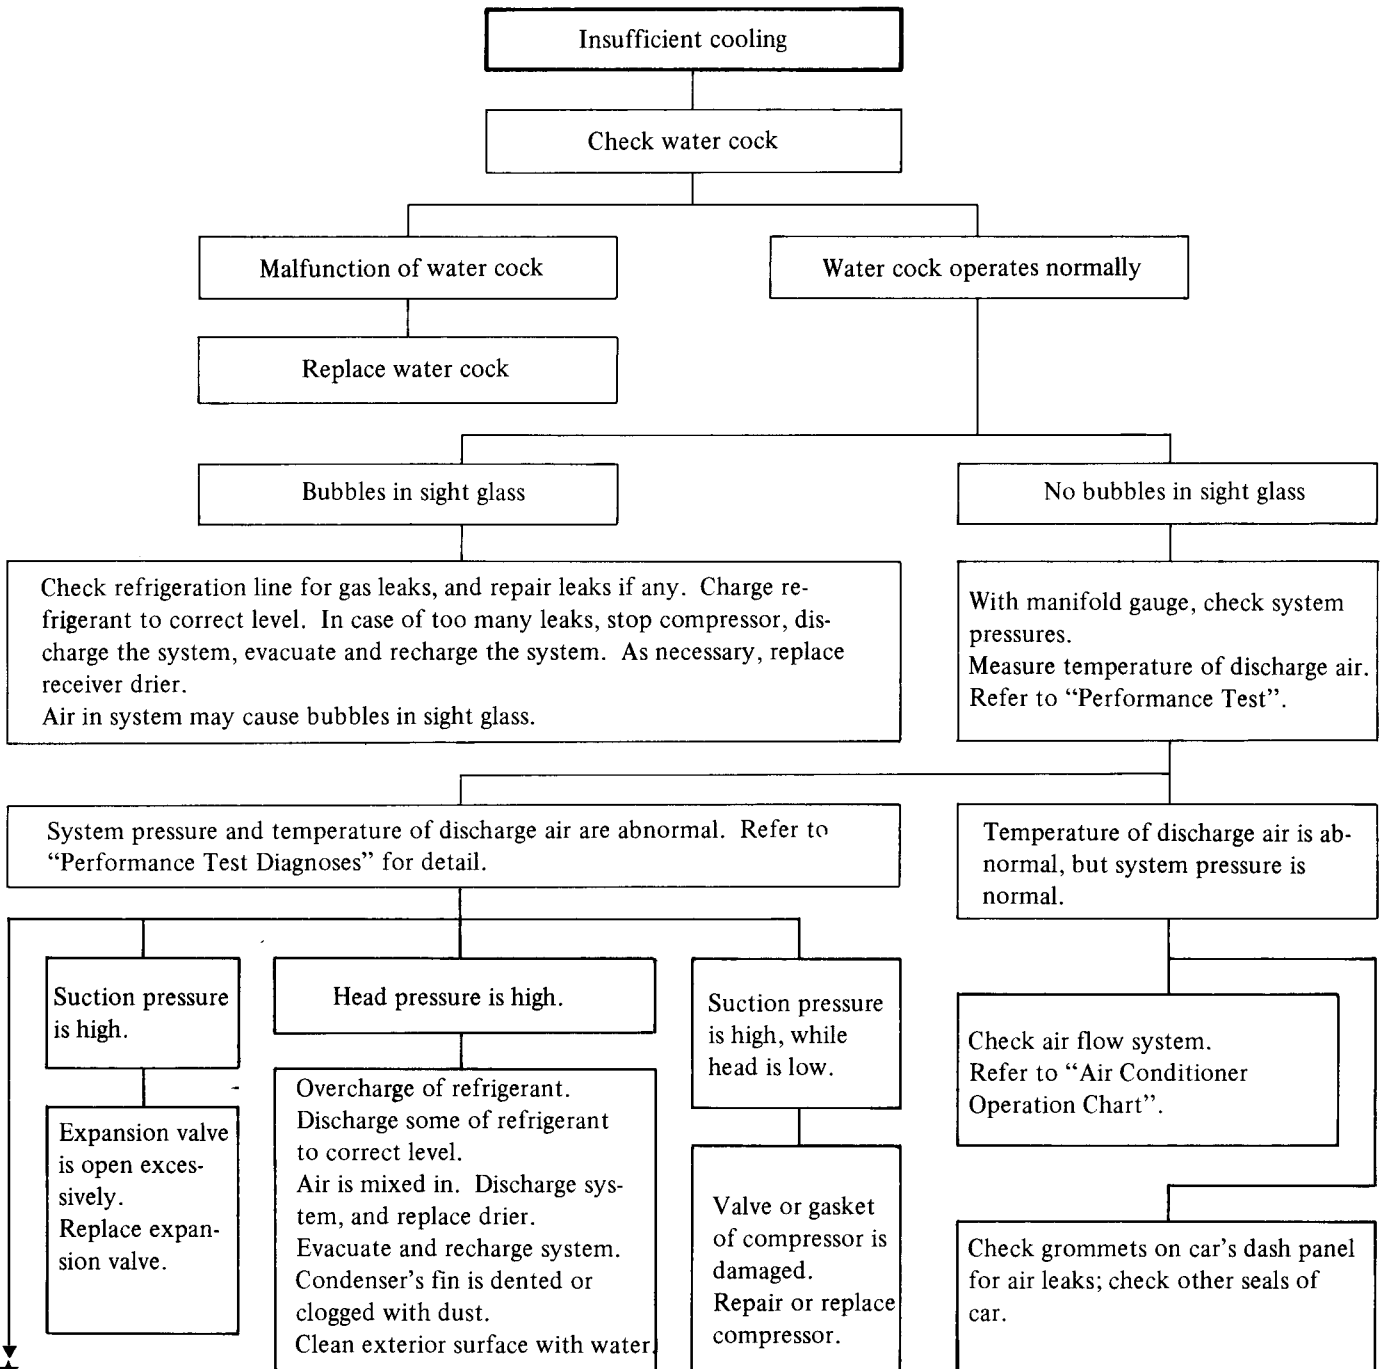 Insufficient cooling
Check water cock
Malfunction of water cock
Water cock operates normally
Replace water cock
Bubbles in sight glass
No bubbles in sight glass
Check refrigeration line for gas leaks, and repair leaks if any. Charge re-
frigerant to correct level. In case of too many leaks, stop compressor, dis-
charge the system, evacuate and recharge the system. As necessary, replace
receiver drier.
Air in system may cause bubbles in sight glass.
With manifold gauge, check system
pressures.
Measure temperature of discharge air.
Refer to “Performance Test”.
System pressure and temperature of discharge air are abnormal. Refer to
“Performance Test Diagnoses” for detail.
Temperature of discharge air is ab-
normal, but system pressure is
normal.
Suction pressure
is high.
Expansion valve
is open exces-
sively.
Replace expan-
sion valve.
Head pressure is high.
Overcharge of refrigerant.
Discharge some of refrigerant
to correct level.
Air is mixed in. Discharge sys-
tem, and replace drier.
Evacuate and recharge system.
Condenser’s fin is dented or
clogged with dust.
Clean exterior surface with water.
Suction pressure
is high, while
head is low.
Valve or gasket
of compressor is
damaged.
Repair or replace
compressor.
Check air flow system.
Refer to “Air Conditioner
Operation Chart”.
Check grommets on car’s dash panel
for air leaks; check other seals of
car.